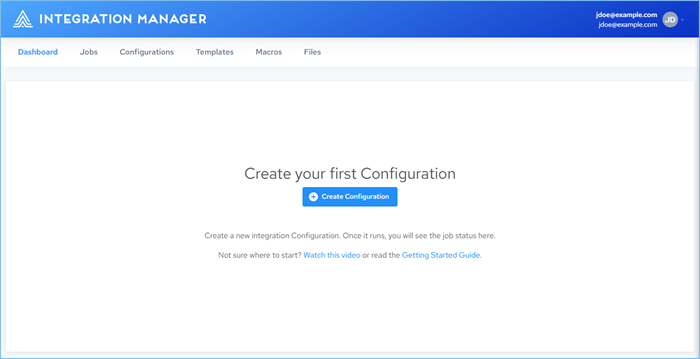 INTEGRATION MANAGER
jdoe@example.com
jdoe@example.com
JD
Dashboard Jobs Configurations Templates Macros Files
Create your first Configuration
Create Configuration
Create a new integration Configuration. Once it runs, you will see the job status here.
Not sure where to start? Watch this video or read the Getting Started Guide.